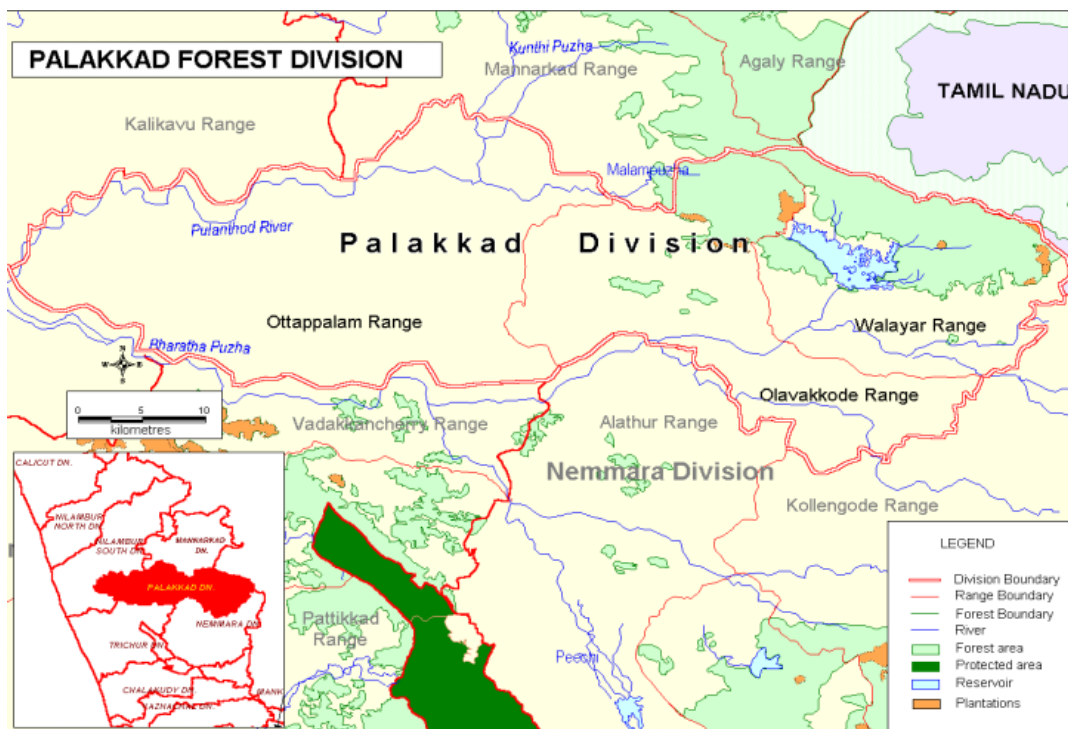 PALAKKAD FOREST DIVISION
Kunthi Puzha
Mannarkad Range
Agaly Range
TAMIL NADU
Kalikavu Range
Malampuzha
Pulanthod River
Palakkad Division
Ottappalam Range
Walayar Range
Bharatha Puzha
N
W E
S
Olavakkode Range
0 5 10
kilometres
Vadakkancherry Range
Alathur Range
Nemmara Division
Kollengode Range
CALICUT DN.
NILAMBUR
NORTH DN.
NILAMBUR
SOUTH DN.
MANNARKAD
DN.
PALAKKAD DN.
NEMMARA DN.
TRICHUR DN.
CHALAKUDY DN.
Pattikkad
Range
Peechi
LEGEND
Division Boundary
Range Boundary
Forest Boundary
River
Forest area
Protected area
Reservoir
Plantations